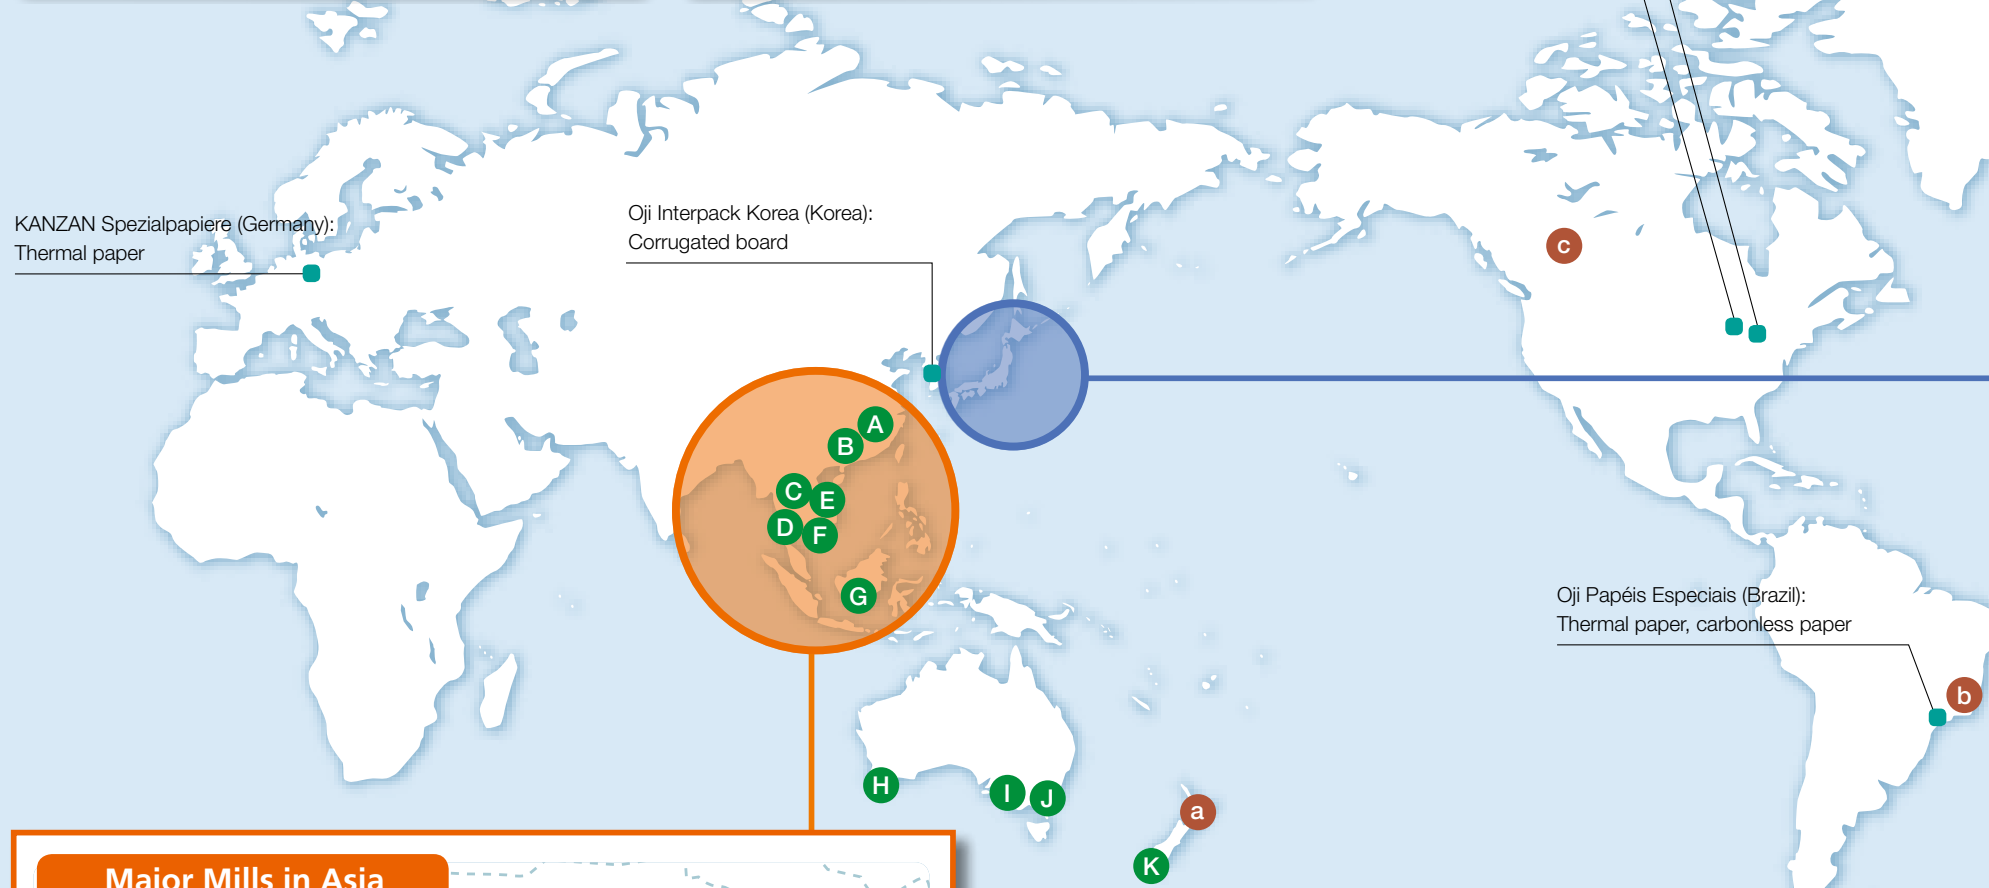 KANZAN Spezialpapiere (Germany):
Thermal paper
Oji Interpack Korea (Korea):
Corrugated board
c
A
B
C
E
D
F
G
Oji Papéis Especiais (Brazil):
Thermal paper, carbonless paper
b
H
I
J
a
K
Major Mills in Asia